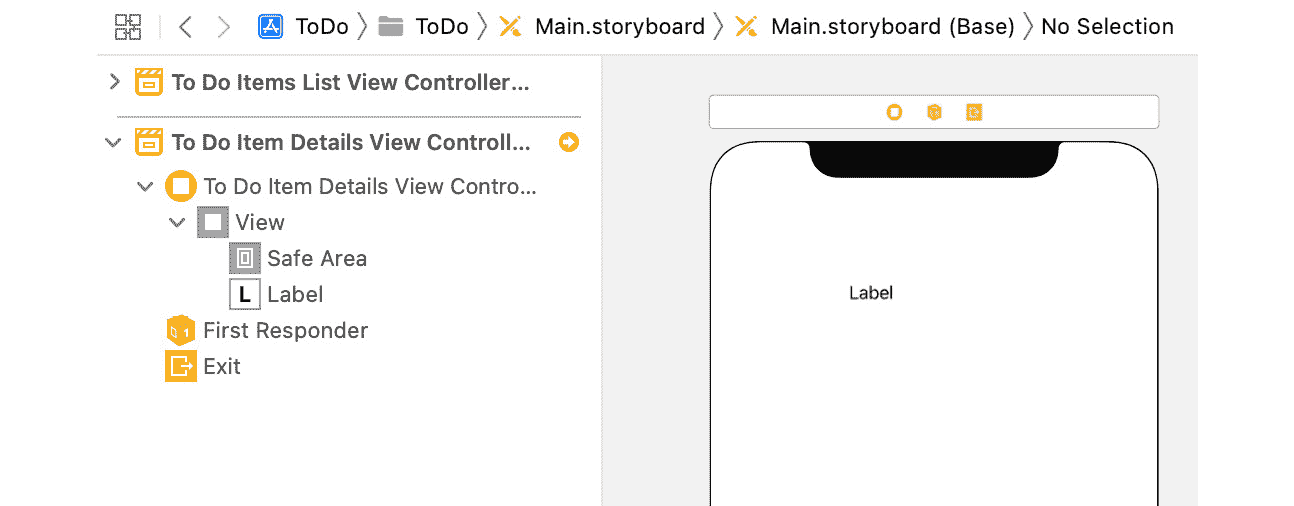 ToDo ToDo Main.storyboard Main.storyboard (Base) No Selection
To Do Items List View Controller...
To Do Item Details View Controll...
To Do Item Details View Contro...
View
Safe Area
L Label
First Responder
Exit
Label